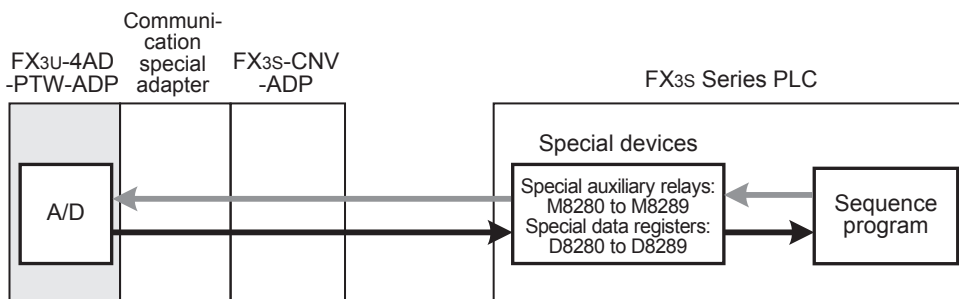 Communi-
cation
special
adapter
FX3U-4AD
-PTW-ADP
FX3S-CNV
-ADP
FX3S Series PLC
Special devices
A/D
Special auxiliary relays:
M8280 to M8289
Special data registers:
D8280 to D8289
Sequence
program